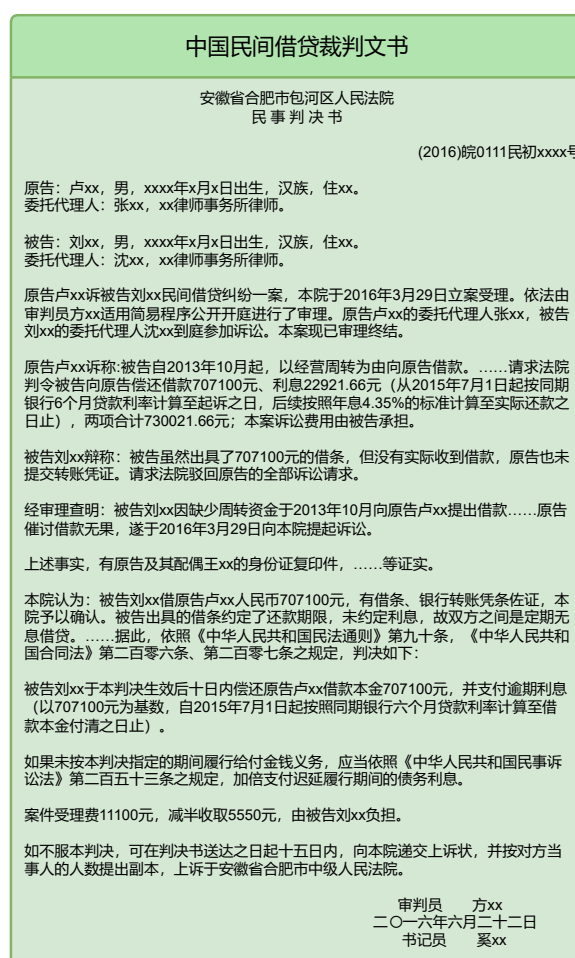 中国民间借贷裁判文书
安徽省合肥市包河区人民法院
民 事 判 决 书
(2016)皖0111民初xxxx号
原告：卢xx，男，xxxx年x月x日出生，汉族，住xx。
委托代理人：张xx，xx律师事务所律师。
被告：刘xx，男，xxxx年x月x日出生，汉族，住xx。
委托代理人：沈xx，xx律师事务所律师。
原告卢xx诉被告刘xx民间借贷纠纷一案，本院于2016年3月29日立案受理。依法由
审判员方xx适用简易程序公开开庭进行了审理。原告卢xx的委托代理人张xx，被告
刘xx的委托代理人沈xx到庭参加诉讼。本案现已审理终结。
原告卢xx诉称:被告自2013年10月起，以经营周转为由向原告借款。……请求法院
判令被告向原告偿还借款707100元、利息22921.66元（从2015年7月1日起按同期
银行6个月贷款利率计算至起诉之日，后续按照年息4.35%的标准计算至实际还款之
日止），两项合计730021.66元；本案诉讼费用由被告承担。
被告刘xx辩称：被告虽然出具了707100元的借条，但没有实际收到借款，原告也未
提交转账凭证。请求法院驳回原告的全部诉讼请求。
经审理查明：被告刘xx因缺少周转资金于2013年10月向原告卢xx提出借款……原告
催讨借款无果，遂于2016年3月29日向本院提起诉讼。
上述事实，有原告及其配偶王xx的身份证复印件，……等证实。
本院认为：被告刘xx借原告卢xx人民币707100元，有借条、银行转账凭条佐证，本
院予以确认。被告出具的借条约定了还款期限，未约定利息，故双方之间是定期无
息借贷。……据此，依照《中华人民共和国民法通则》第九十条，《中华人民共和
国合同法》第二百零六条、第二百零七条之规定，判决如下：
被告刘xx于本判决生效后十日内偿还原告卢xx借款本金707100元，并支付逾期利息
（以707100元为基数，自2015年7月1日起按照同期银行六个月贷款利率计算至借
款本金付清之日止）。
如果未按本判决指定的期间履行给付金钱义务，应当依照《中华人民共和国民事诉
讼法》第二百五十三条之规定，加倍支付迟延履行期间的债务利息。
案件受理费11100元，减半收取5550元，由被告刘xx负担。
如不服本判决，可在判决书送达之日起十五日内，向本院递交上诉状，并按对方当
事人的人数提出副本，上诉于安徽省合肥市中级人民法院。
审判员 方xx
二〇一六年六月二十二日
书记员 奚xx